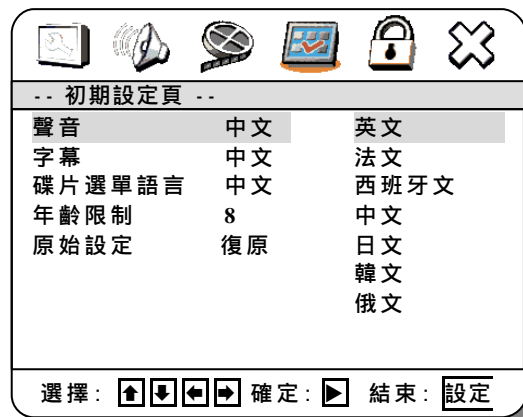 -- 初期設定頁 --
聲音 中文 英文
字幕 中文 法文
碟片選單語言 中文 西班牙文
年齡限制 8 中文
原始設定 復原 日文
韓文
俄文
選擇: 確定: 結束: 設定